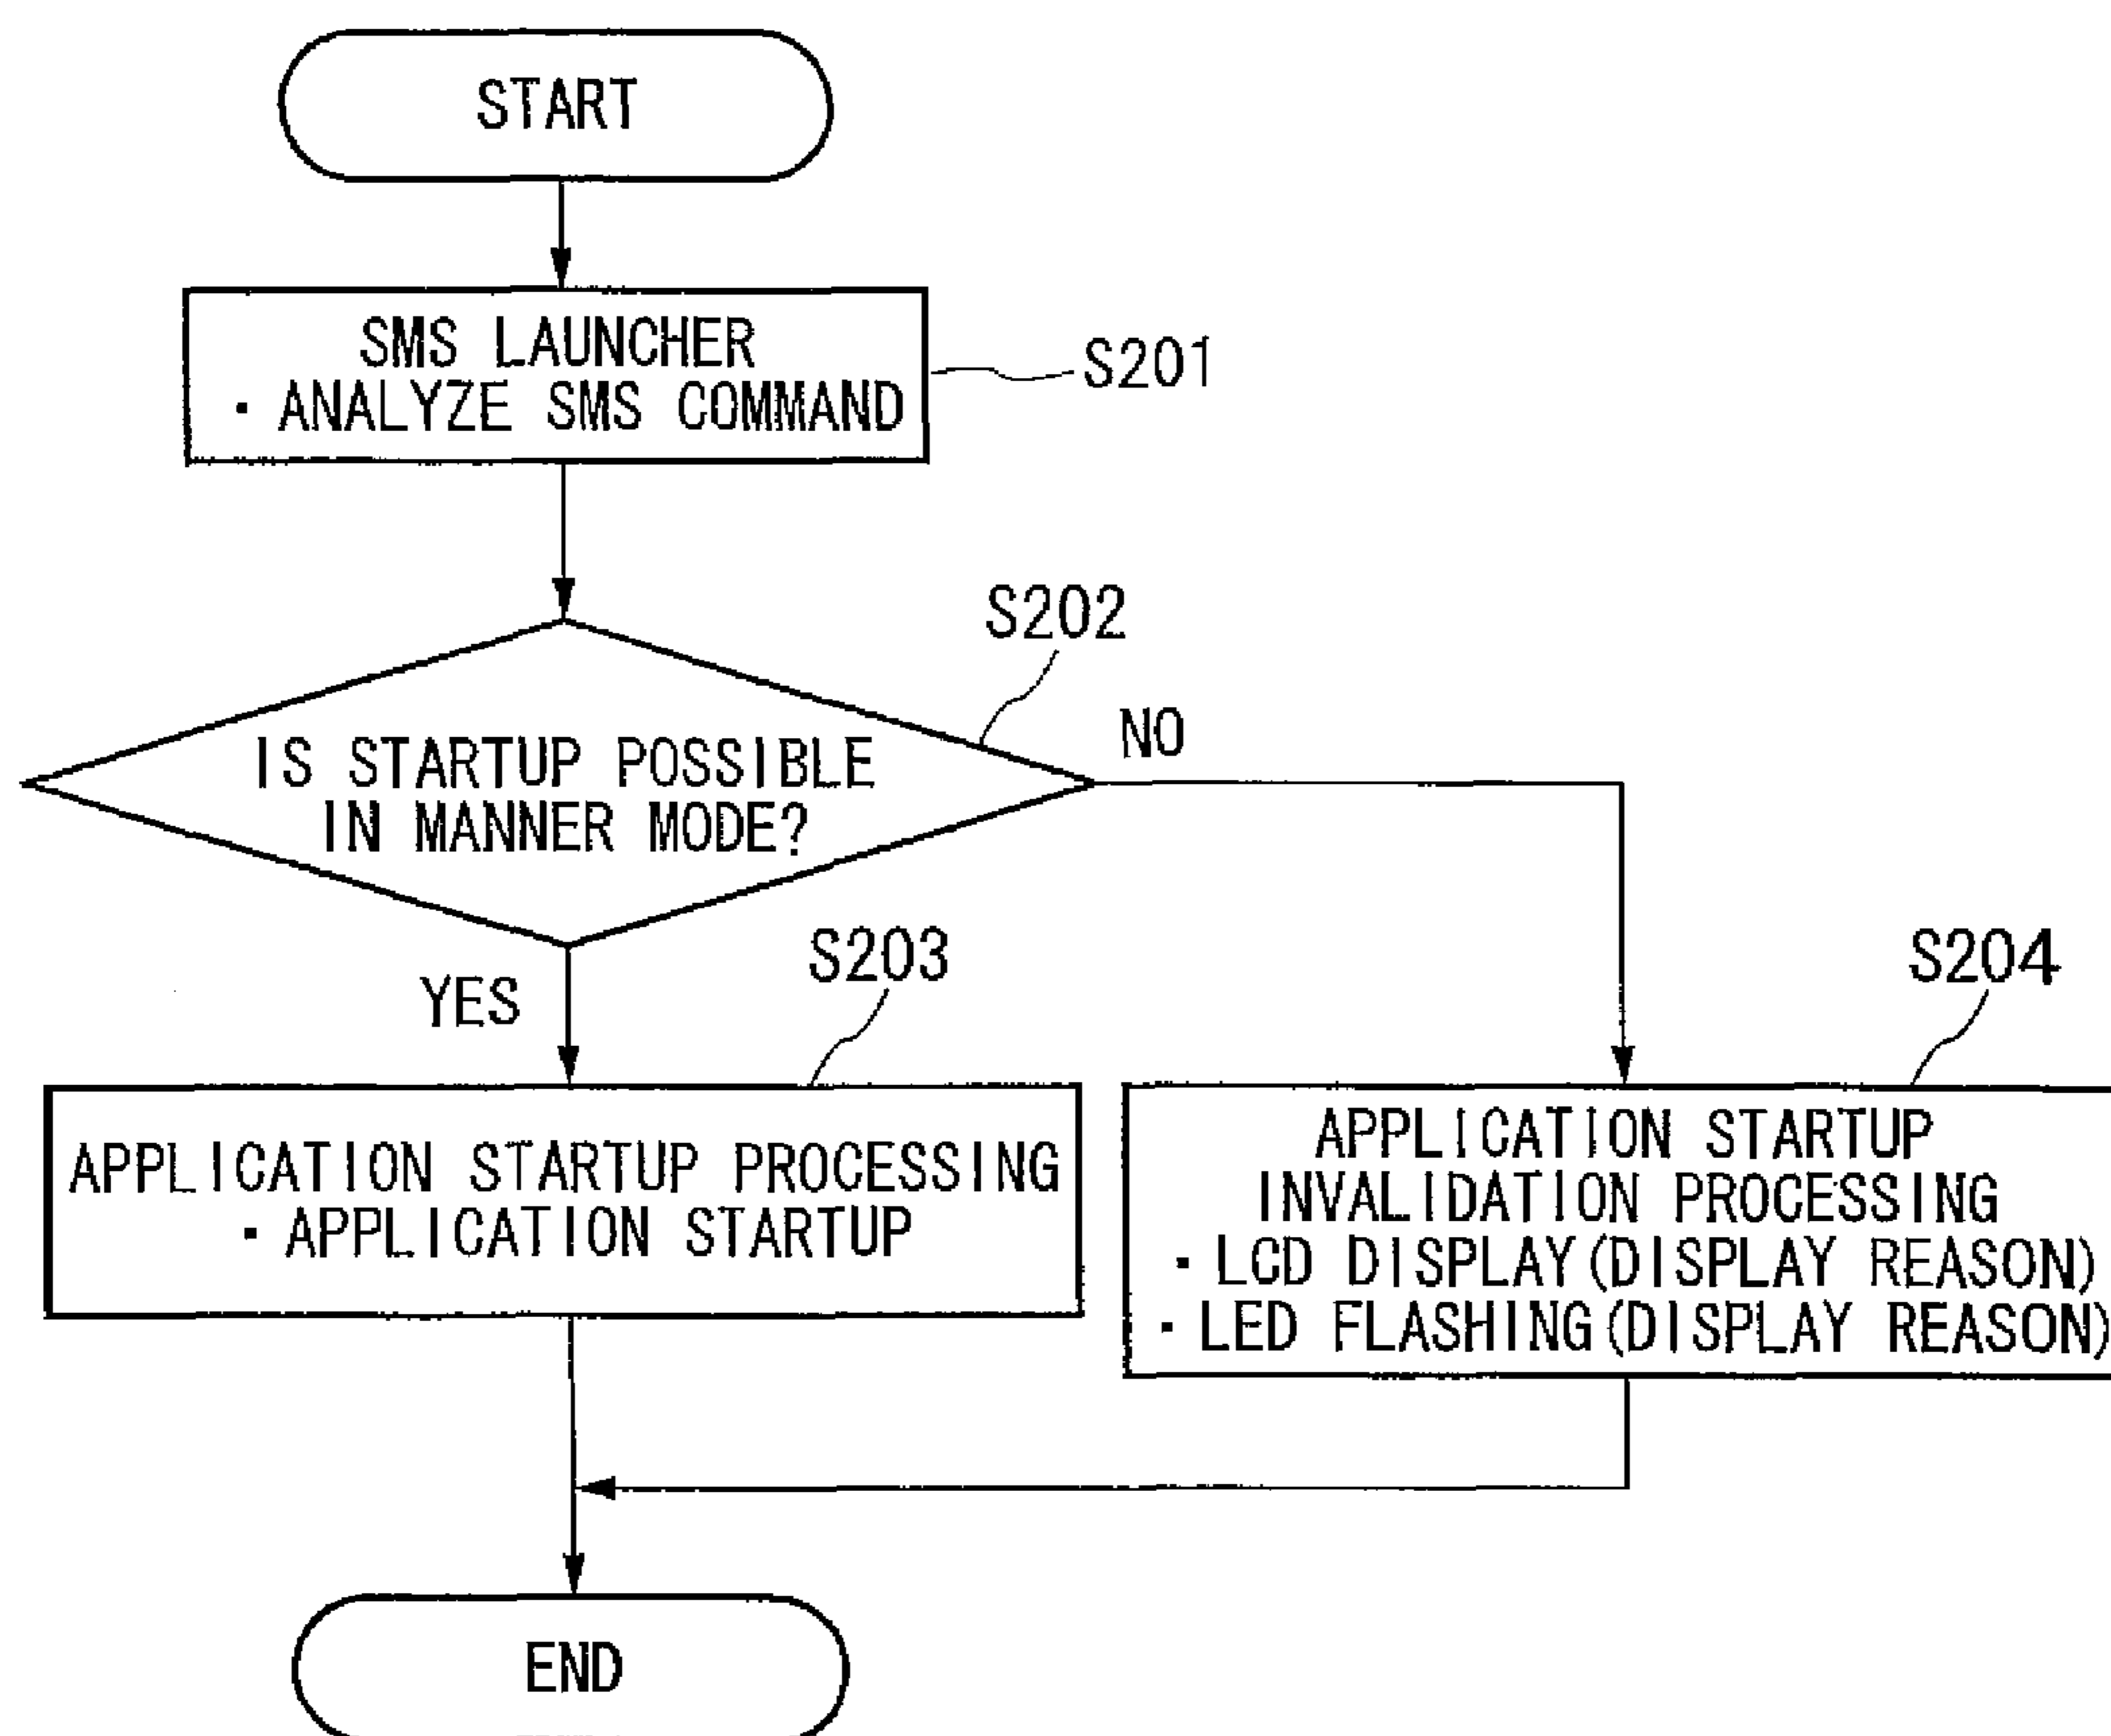 START
SMS LAUNCHER
・ANALYZE SMS COMMAND
S201
S202
IS STARTUP POSSIBLE
IN MANNER MODE?
NO
YES
S203
APPLICATION STARTUP PROCESSING
・APPLICATION STARTUP
S204
APPLICATION STARTUP
INVALIDATION PROCESSING
・LCD DISPLAY(DISPLAY REASON)
・LED FLASHING(DISPLAY REASON)
END